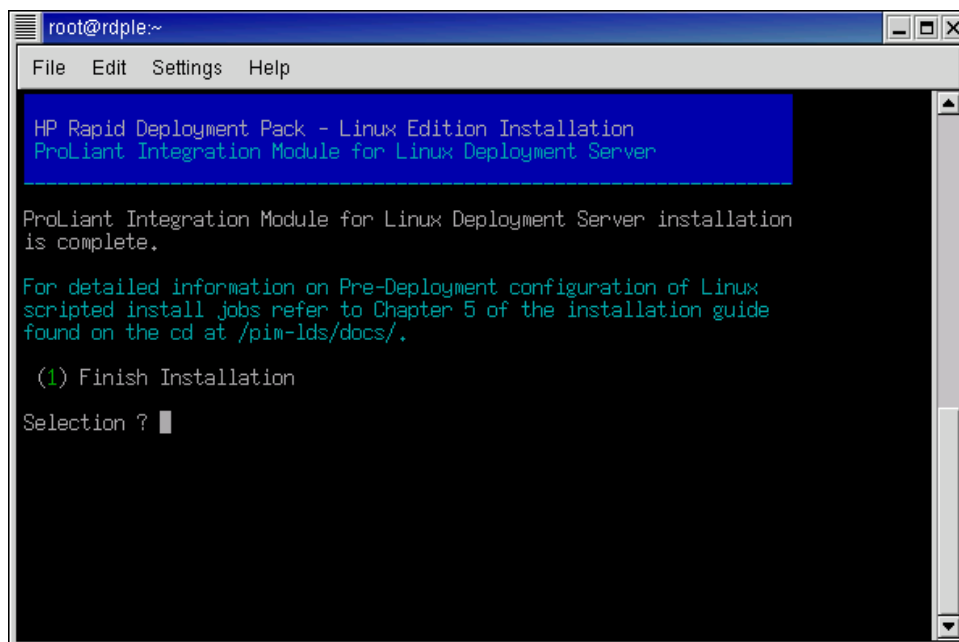 root@rdple:~
File Edit Settings Help
HP Rapid Deployment Pack - Linux Edition Installation
ProLiant Integration Module for Linux Deployment Server
ProLiant Integration Module for Linux Deployment Server installation
is complete.
For detailed information on Pre-Deployment configuration of Linux
scripted install jobs refer to Chapter 5 of the installation guide
found on the cd at /pim-lds/docs/.
(1) Finish Installation
Selection ?